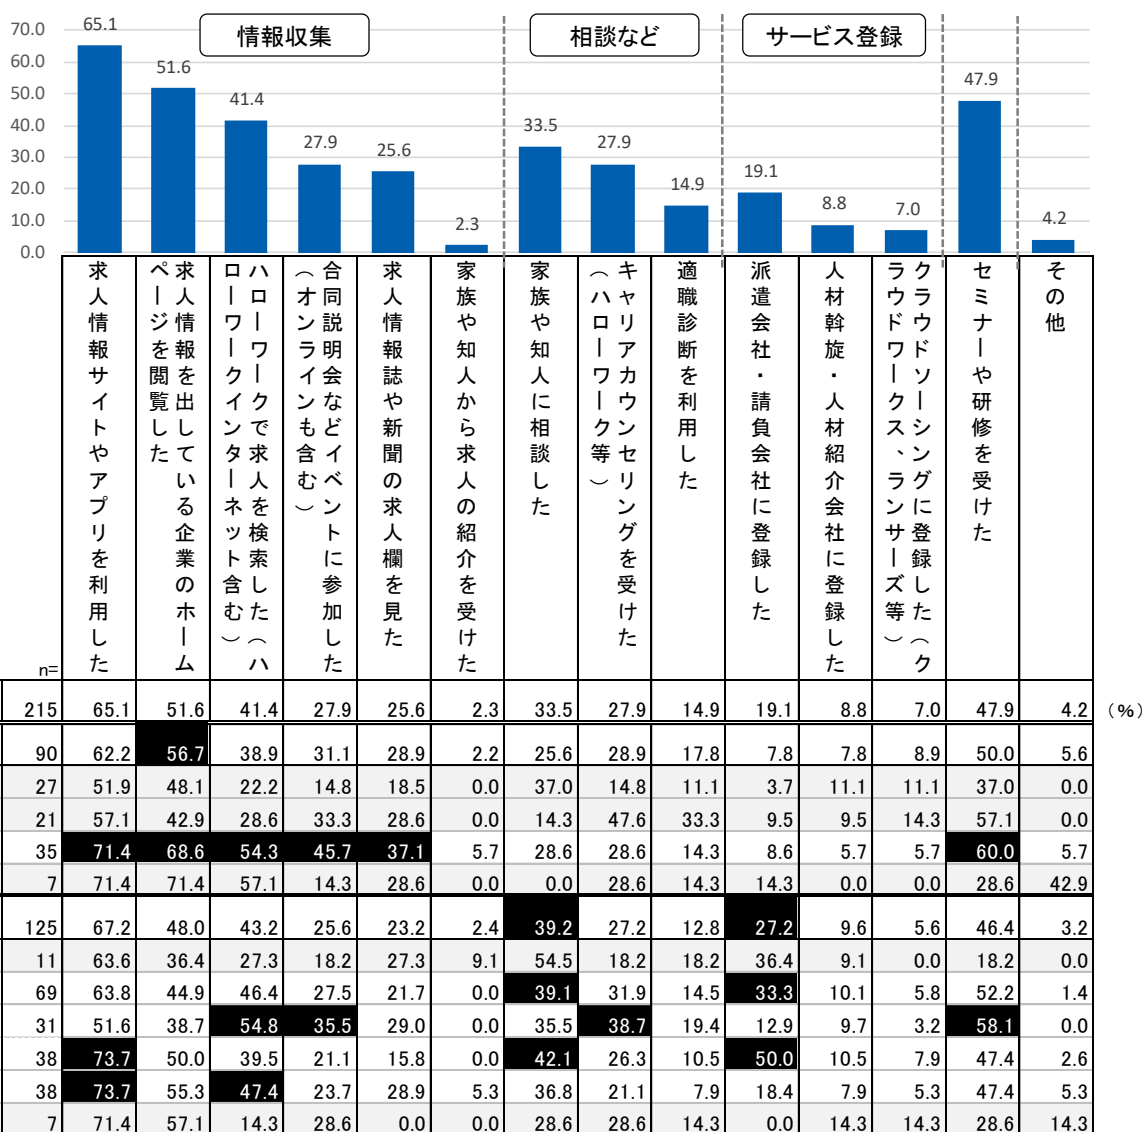 情報収集
相談など
サービス登録
70.0
60.0
50.0
40.0
30.0
20.0
10.0
0.0
65.1
51.6
41.4
27.9
25.6
2.3
33.5
27.9
14.9
19.1
8.8
7.0
47.9
4.2
求人情報サイトやアプリを利用した
求人情報を出している企業のホーム
ページを閲覧した
ハローワークで求人を検索した（ハ
ローワークインターネット含む）
合同説明会などイベントに参加した
（オンラインも含む）
求人情報誌や新聞の求人欄を見た
家族や知人から求人の紹介を受けた
家族や知人に相談した
キャリアカウンセリングを受けた
（ハローワーク等）
適職診断を利用した
派遣会社・請負会社に登録した
人材斡旋・人材紹介会社に登録した
クラウドソーシングに登録した（ク
ラウドワークス、ランサーズ等）
セミナーや研修を受けた
その他
n=
215 65.1 51.6 41.4 27.9 25.6 2.3 33.5 27.9 14.9 19.1 8.8 7.0 47.9 4.2 （%）
90 62.2 56.7 38.9 31.1 28.9 2.2 25.6 28.9 17.8 7.8 7.8 8.9 50.0 5.6
27 51.9 48.1 22.2 14.8 18.5 0.0 37.0 14.8 11.1 3.7 11.1 11.1 37.0 0.0
21 57.1 42.9 28.6 33.3 28.6 0.0 14.3 47.6 33.3 9.5 9.5 14.3 57.1 0.0
35 71.4 68.6 54.3 45.7 37.1 5.7 28.6 28.6 14.3 8.6 5.7 5.7 60.0 5.7
7 71.4 71.4 57.1 14.3 28.6 0.0 0.0 28.6 14.3 14.3 0.0 0.0 28.6 42.9
125 67.2 48.0 43.2 25.6 23.2 2.4 39.2 27.2 12.8 27.2 9.6 5.6 46.4 3.2
11 63.6 36.4 27.3 18.2 27.3 9.1 54.5 18.2 18.2 36.4 9.1 0.0 18.2 0.0
69 63.8 44.9 46.4 27.5 21.7 0.0 39.1 31.9 14.5 33.3 10.1 5.8 52.2 1.4
31 51.6 38.7 54.8 35.5 29.0 0.0 35.5 38.7 19.4 12.9 9.7 3.2 58.1 0.0
38 73.7 50.0 39.5 21.1 15.8 0.0 42.1 26.3 10.5 50.0 10.5 7.9 47.4 2.6
38 73.7 55.3 47.4 23.7 28.9 5.3 36.8 21.1 7.9 18.4 7.9 5.3 47.4 5.3
7 71.4 57.1 14.3 28.6 0.0 0.0 28.6 28.6 14.3 0.0 14.3 14.3 28.6 14.3